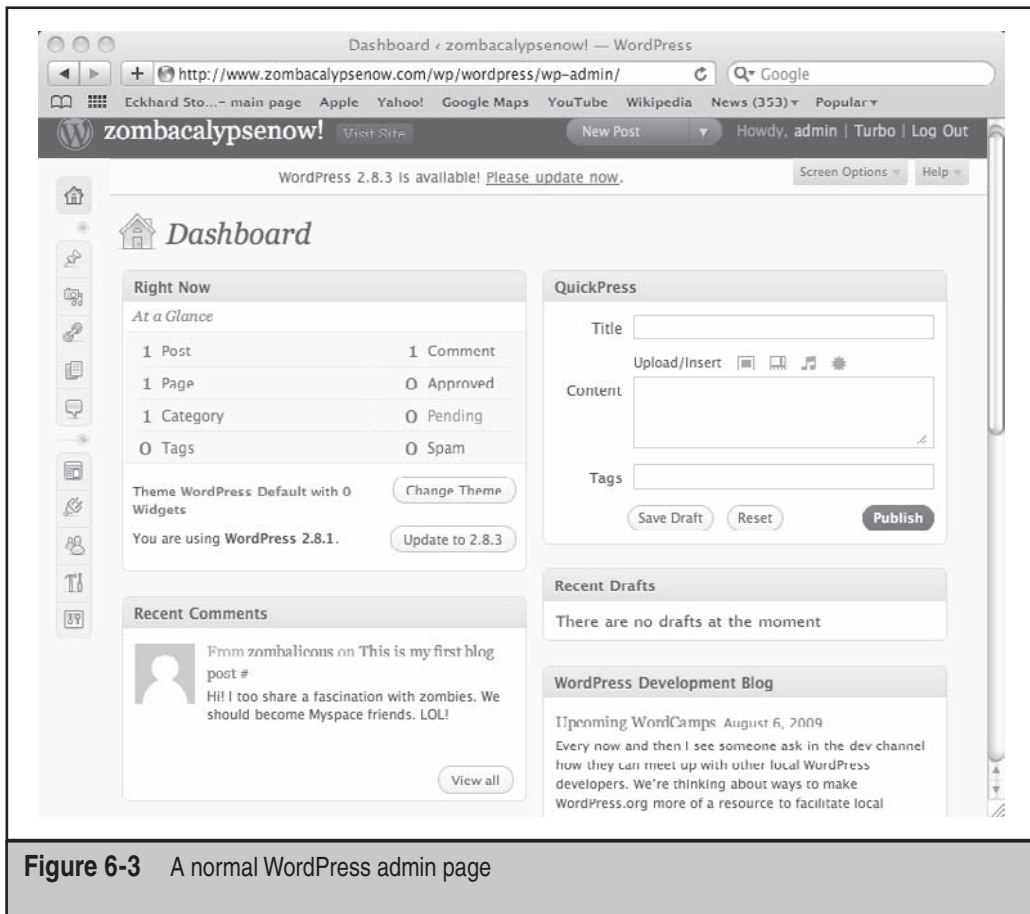 Dashboard ‹ zombacalypsenow! — WordPress
http://www.zombacalypsenow.com/wp/wordpress/wp-admin/
Google
Eckhard Sto...- main page Apple Yahoo! Google Maps YouTube Wikipedia News (353) Popular
zombacalypsenow! Visit Site New Post Howdy, admin | Turbo | Log Out
WordPress 2.8.3 is available! Please update now.
Screen Options Help
Dashboard
Right Now
At a Glance
1 Post 1 Comment
1 Page 0 Approved
1 Category 0 Pending
0 Tags 0 Spam
Theme WordPress Default with 0
Widgets
Change Theme
You are using WordPress 2.8.1.
Update to 2.8.3
Recent Comments
From zombalicous on This is my first blog
post #
Hi! I too share a fascination with zombies. We
should become Myspace friends. LOL!
View all
QuickPress
Title
Upload/Insert
Content
Tags
Save Draft Reset Publish
Recent Drafts
There are no drafts at the moment
WordPress Development Blog
Upcoming WordCamps August 6, 2009
Every now and then I see someone ask in the dev channel
how they can meet up with other local WordPress
developers. We're thinking about ways to make
WordPress.org more of a resource to facilitate local
Figure 6-3 A normal WordPress admin page